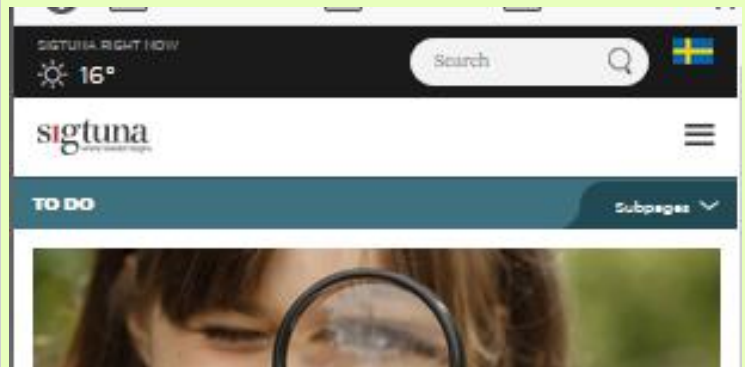 SIGTUNA RIGHT NOW
16°
Search
sigtuna
TO DO
Subpages